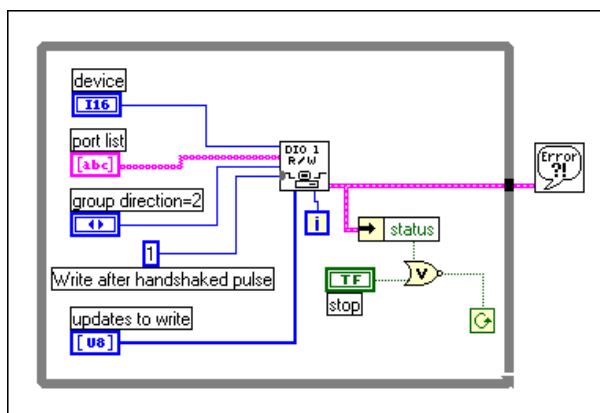 device
I16
port list
[abc]
group direction=2
1
Write after handshaked pulse
updates to write
[U8]
DIO 1
R/W
i
status
V
TF
stop
Error
?!